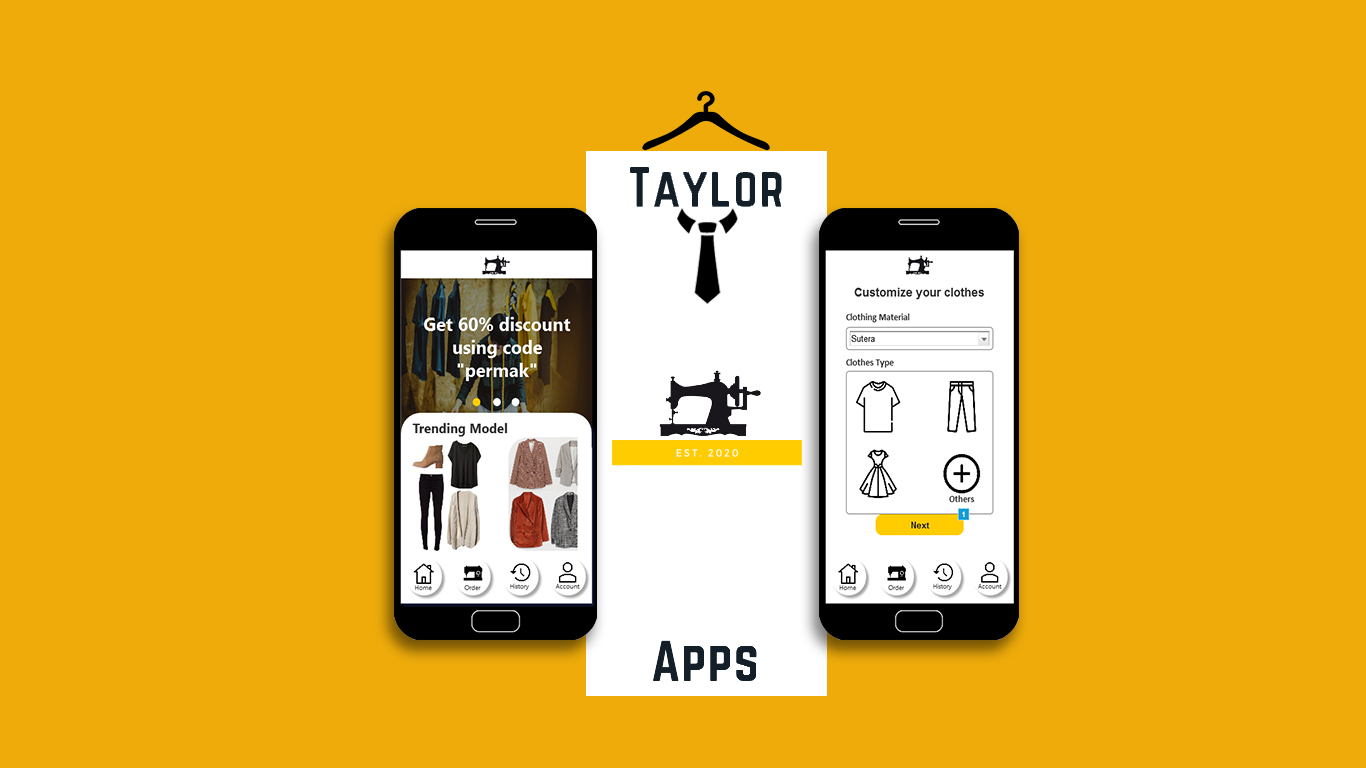 Taylor
EST. 2020
Apps
Get 60% discount
using code
"permak"
Trending Model
Home
Order
History
Account
Customize your clothes
Clothing Material
Sutera
Clothes Type
Others
1
Next
Home
Order
History
Account